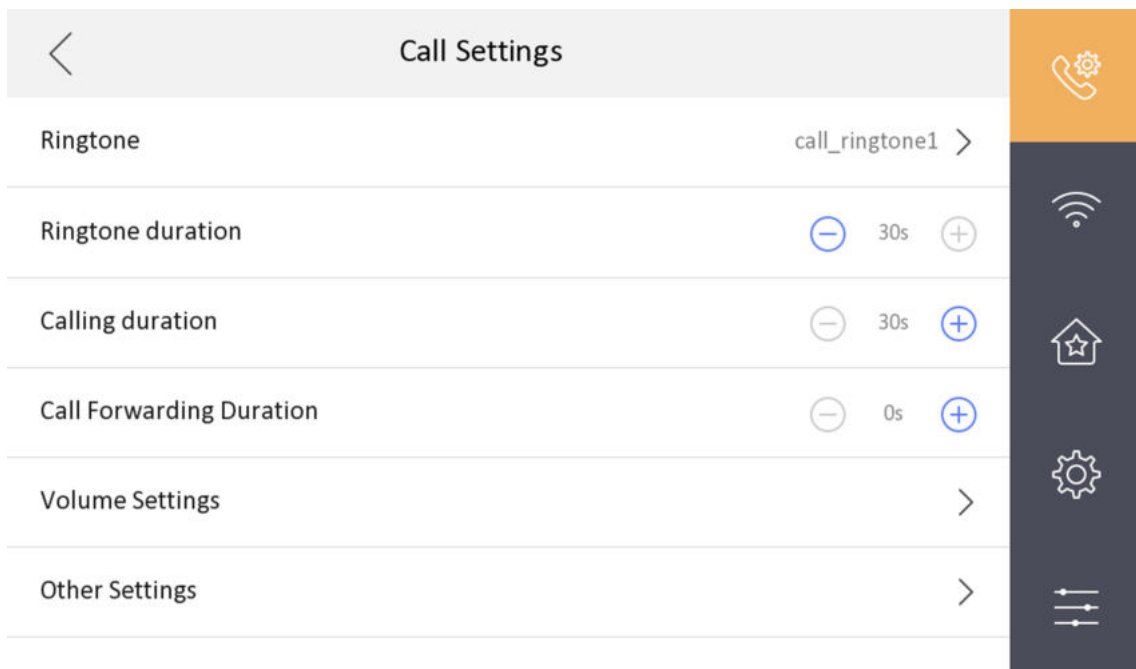 Call Settings
Ringtone call_ringtone1
Ringtone duration 30s
Calling duration 30s
Call Forwarding Duration 0s
Volume Settings
Other Settings